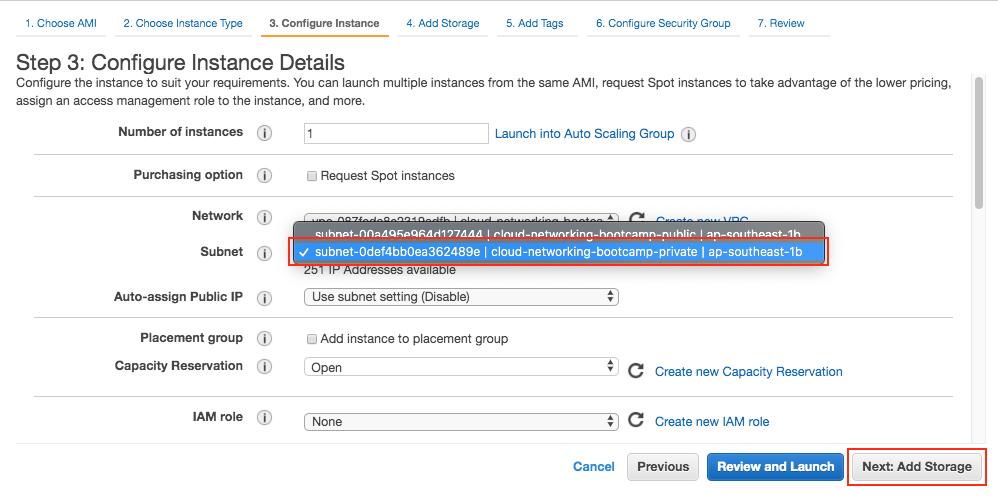 1. Choose AMI 2. Choose Instance Type 3. Configure Instance 4. Add Storage 5. Add Tags 6. Configure Security Group 7. Review
Step 3: Configure Instance Details
Configure the instance to suit your requirements. You can launch multiple instances from the same AMI, request Spot instances to take advantage of the lower pricing,
assign an access management role to the instance, and more.
Number of instances 1 Launch into Auto Scaling Group
Purchasing option Request Spot instances
Network Create new VPC
subnet-00a495e964d127444 | cloud-networking-bootcamp-public | ap-southeast-1b
Subnet ✓ subnet-0def4bb0ea362489e | cloud-networking-bootcamp-private | ap-southeast-1b
251 IP Addresses available
Auto-assign Public IP Use subnet setting (Disable)
Placement group Add instance to placement group
Capacity Reservation Open Create new Capacity Reservation
IAM role None Create new IAM role
Cancel Previous Review and Launch Next: Add Storage